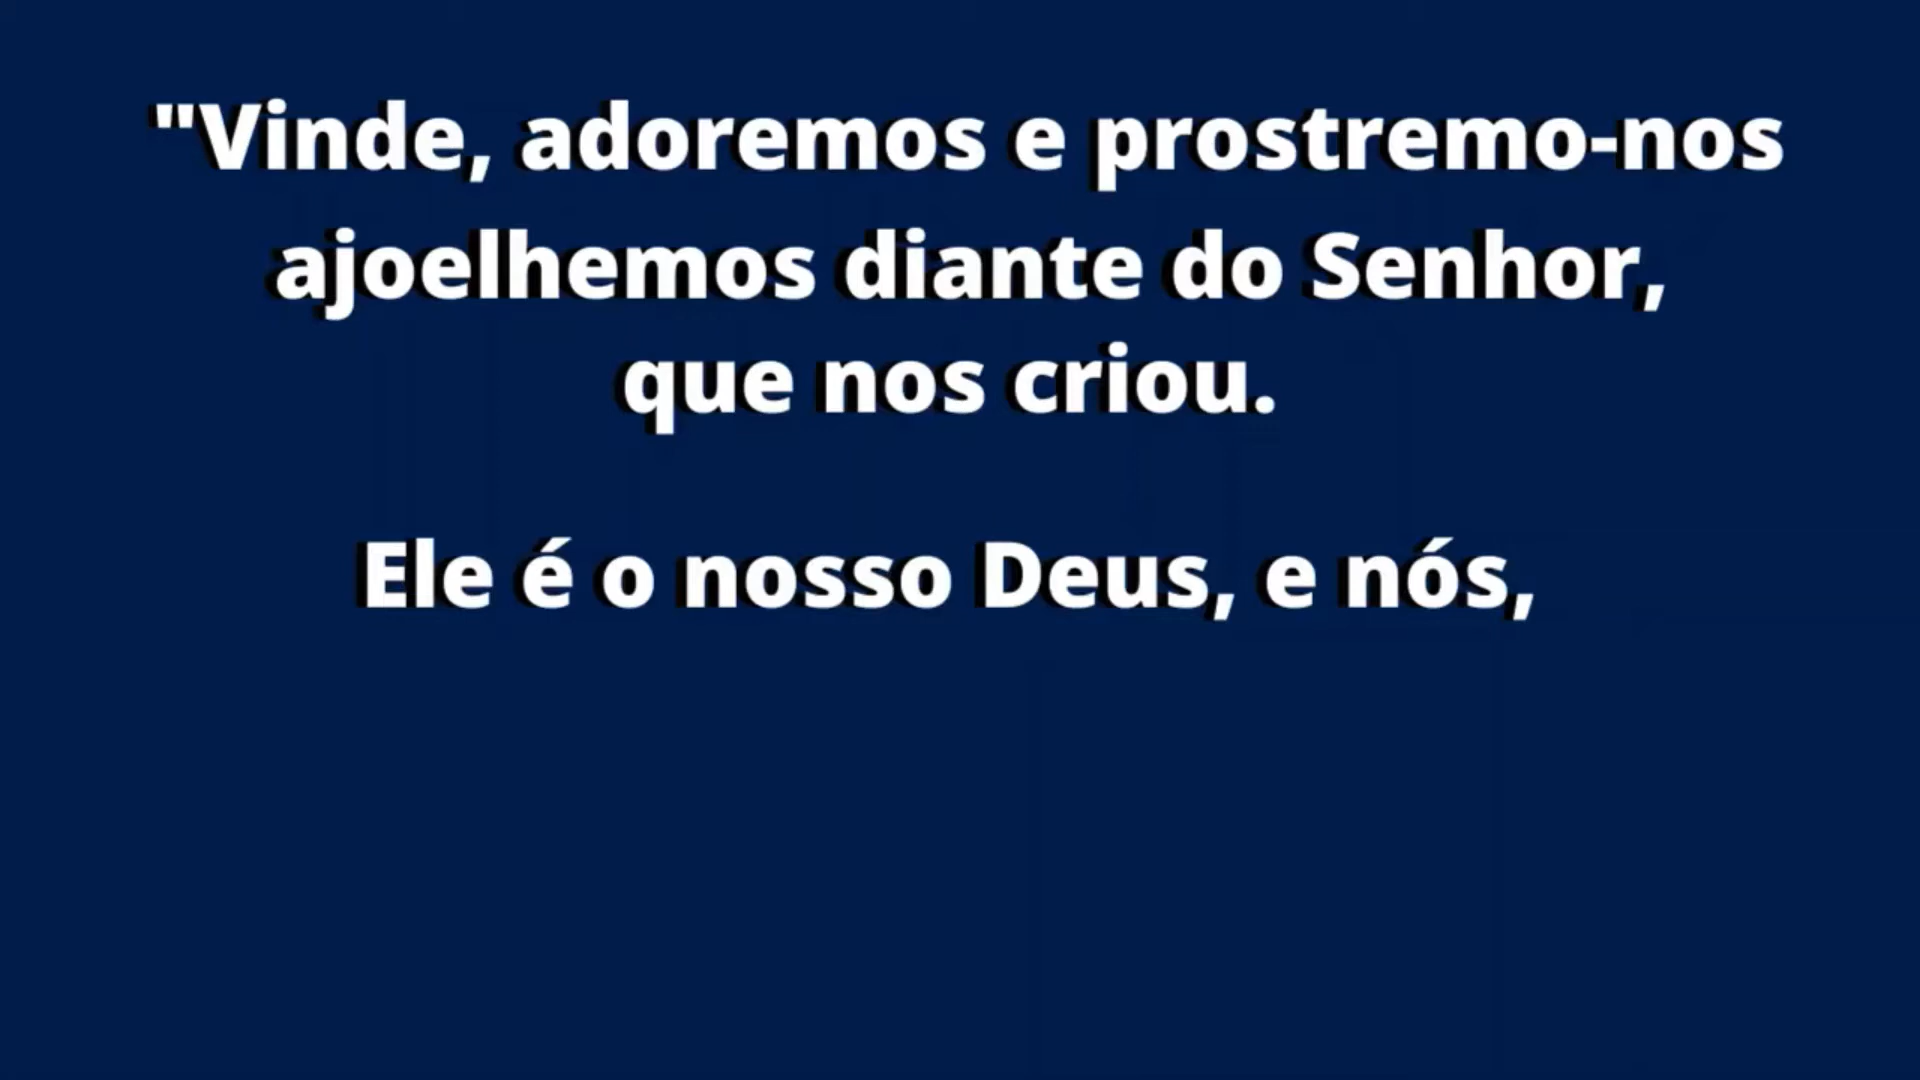 "Vinde, adoremos e prostremo-nos
ajoelhemos diante do Senhor,
que nos criou.
Ele é o nosso Deus, e nós,